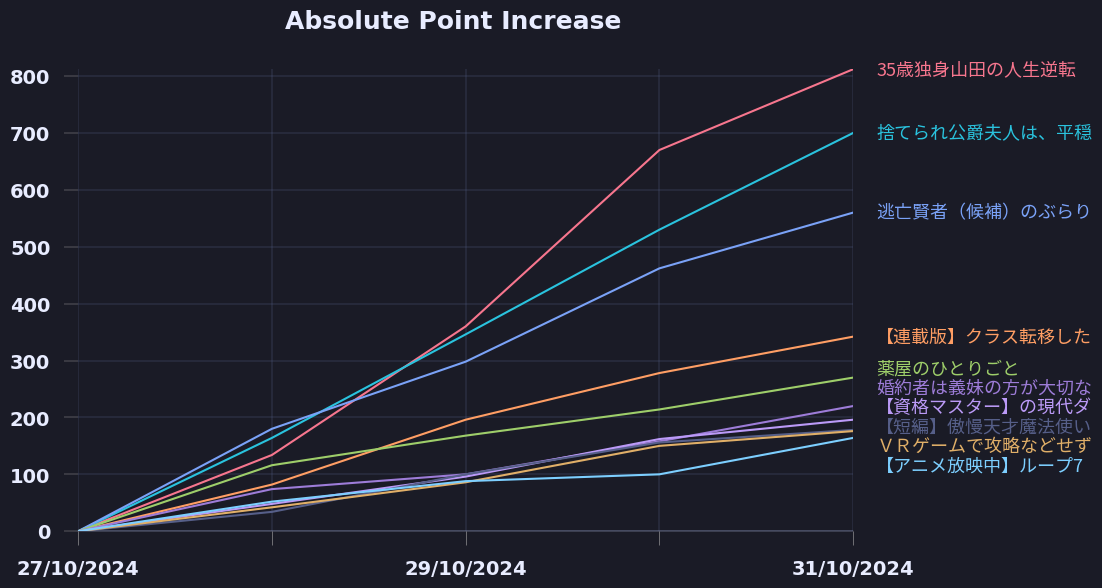 Absolute Point Increase
800
700
600
500
400
300
200
100
0
27/10/2024
29/10/2024
31/10/2024
35歳独身山田の人生逆転
捨てられ公爵夫人は、平穏
逃亡賢者（候補）のぶらり
【連載版】クラス転移した
薬屋のひとりごと
婚約者は義妹の方が大切な
【資格マスター】の現代ダ
【短編】傲慢天才魔法使い
ＶＲゲームで攻略などせず
【アニメ放映中】ループ7